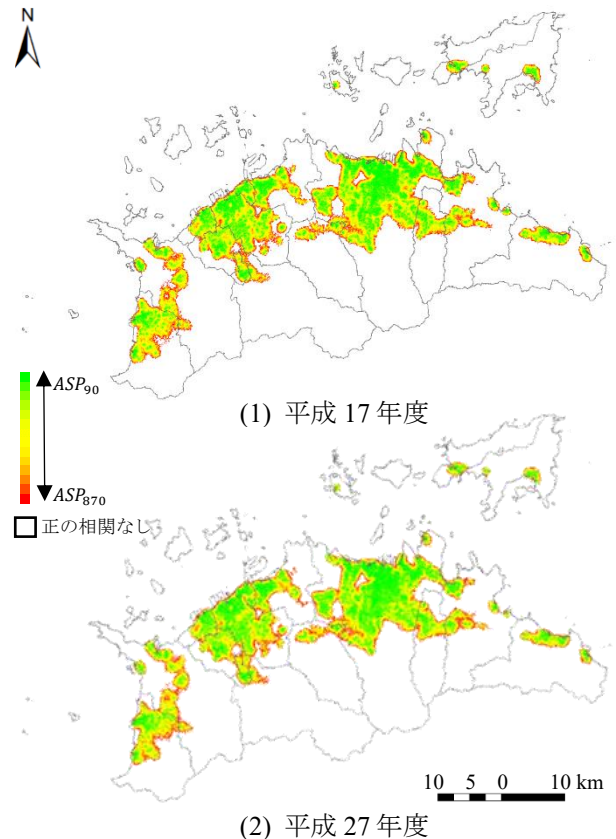 N
(1) 平成 17 年度
ASP90
ASP870
正の相関なし
10 5 0 10 km
(2) 平成 27 年度